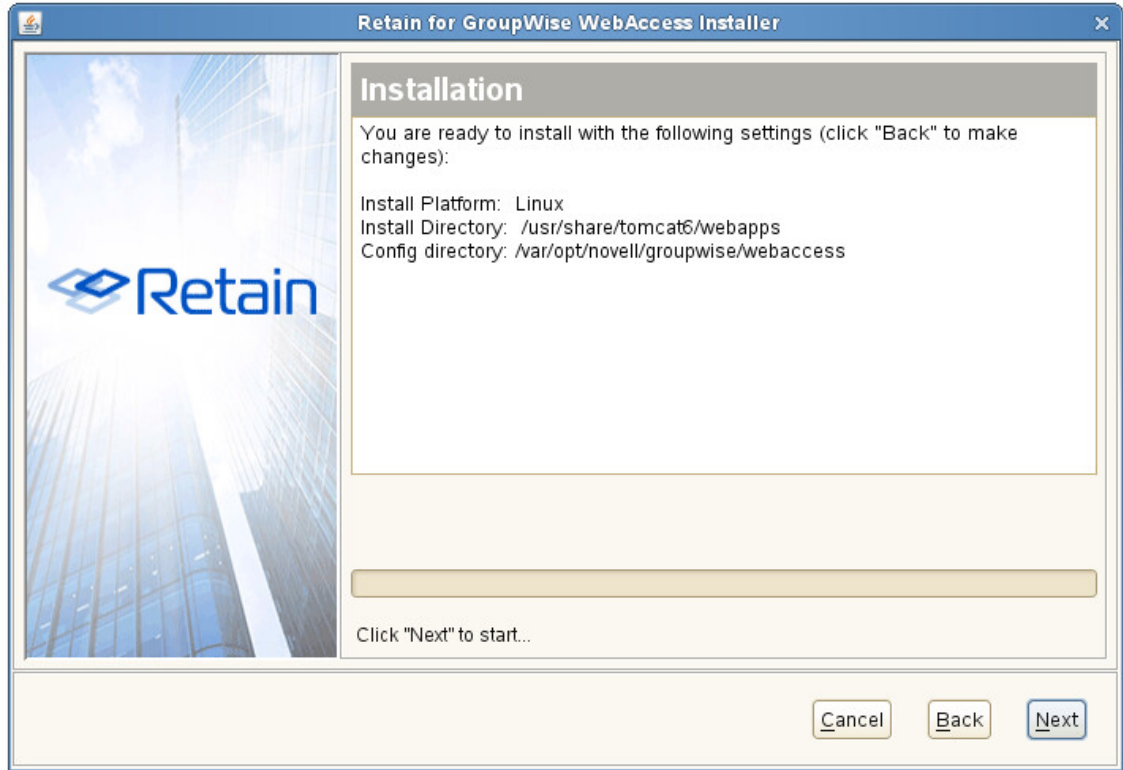 Retain for GroupWise WebAccess Installer
Installation
You are ready to install with the following settings (click "Back" to make
changes):
Install Platform: Linux
Install Directory: /usr/share/tomcat6/webapps
Config directory: /var/opt/novell/groupwise/webaccess
Retain
Click "Next" to start...
Cancel Back Next